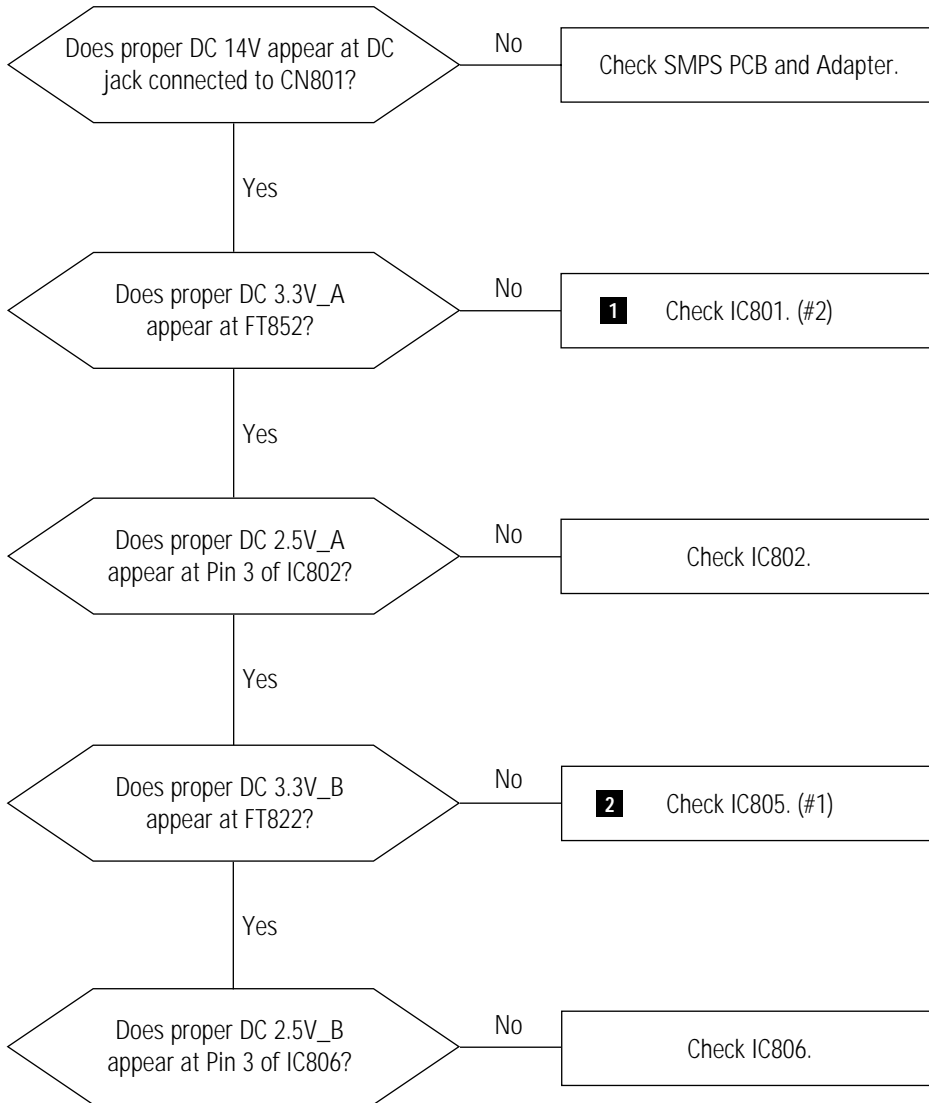 Does proper DC 14V appear at DC
jack connected to CN801?
No
Check SMPS PCB and Adapter.
Yes
Does proper DC 3.3V_A
appear at FT852?
No
1 Check IC801. (#2)
Yes
Does proper DC 2.5V_A
appear at Pin 3 of IC802?
No
Check IC802.
Yes
Does proper DC 3.3V_B
appear at FT822?
No
2 Check IC805. (#1)
Yes
Does proper DC 2.5V_B
appear at Pin 3 of IC806?
No
Check IC806.